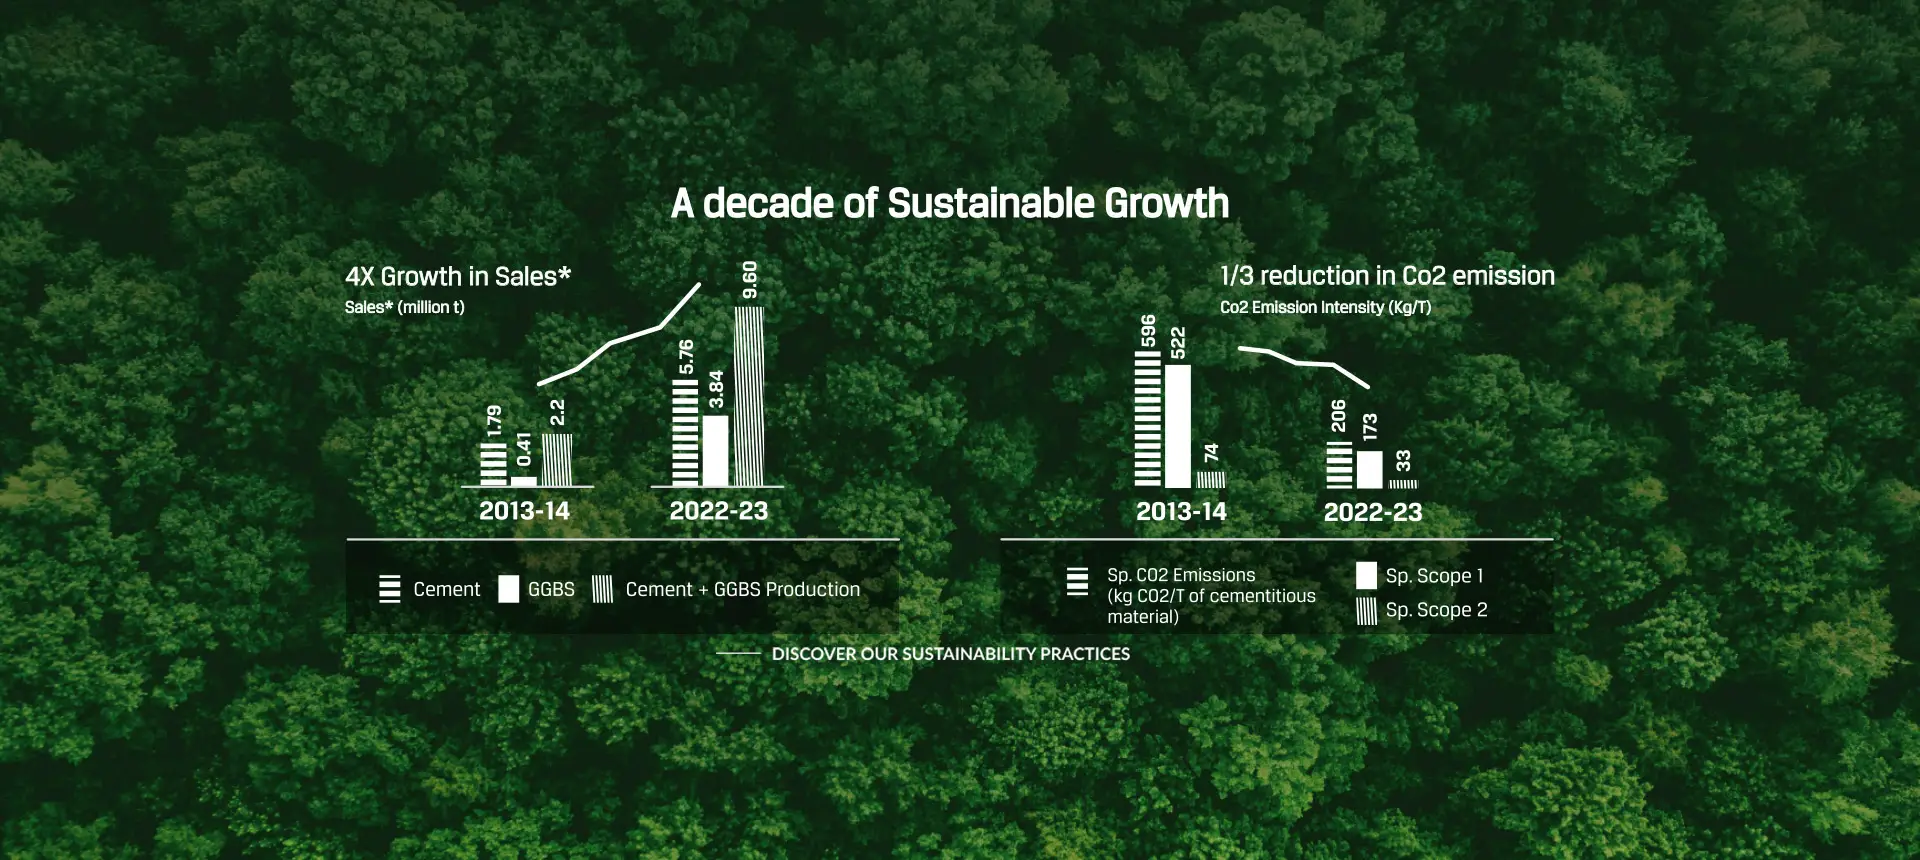 A decade of Sustainable Growth
4X Growth in Sales*
Sales* (million t)
1.79
0.41
2.2
2013-14
5.76
3.84
9.60
2022-23
Cement
GGBS
Cement + GGBS Production
1/3 reduction in Co2 emission
Co2 Emission Intensity (Kg/T)
596
522
74
2013-14
206
173
33
2022-23
Sp. CO2 Emissions
(kg CO2/T of cementitious
material)
Sp. Scope 1
Sp. Scope 2
DISCOVER OUR SUSTAINABILITY PRACTICES